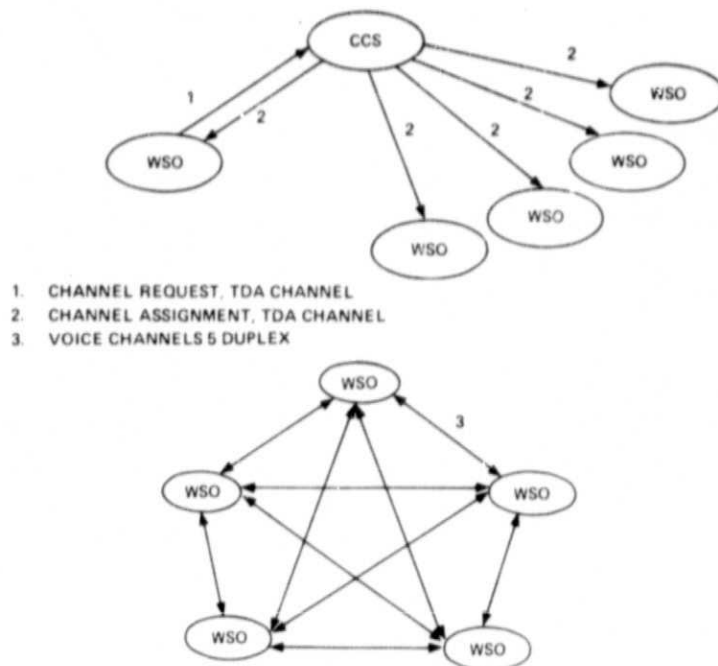 CCS
2
1
2
2
2
2
WSO
WSO
WSO
WSO
WSO
1. CHANNEL REQUEST, TDA CHANNEL
2. CHANNEL ASSIGNMENT, TDA CHANNEL
3. VOICE CHANNELS 5 DUPLEX
WSO
3
WSO
WSO
WSO
WSO